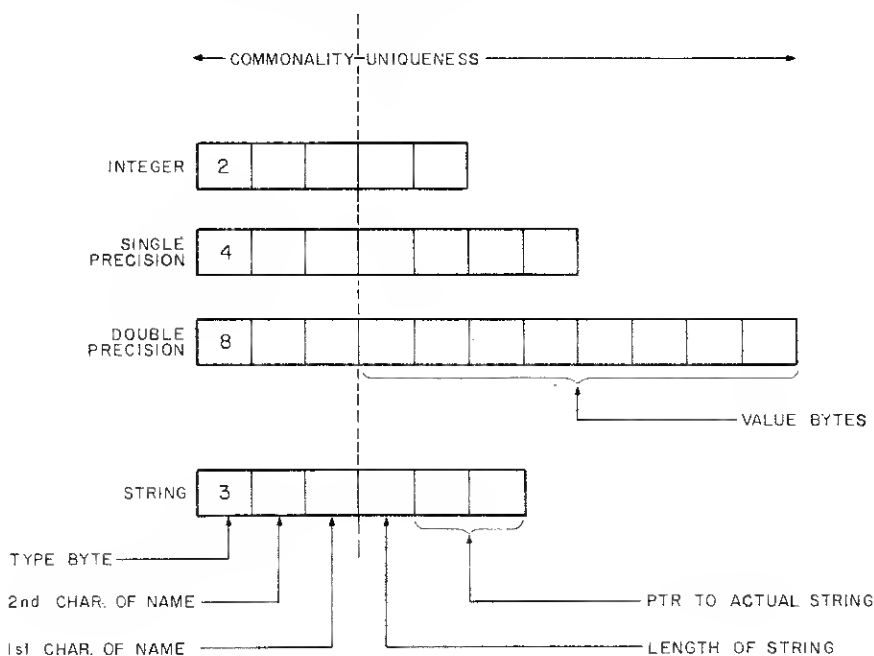 COMMONALITY UNIQUENESS
INTEGER 2
SINGLE
PRECISION 4
DOUBLE
PRECISION 8
VALUE BYTES
STRING 3
TYPE BYTE
2nd CHAR. OF NAME
PTR TO ACTUAL STRING
1st CHAR. OF NAME
LENGTH OF STRING